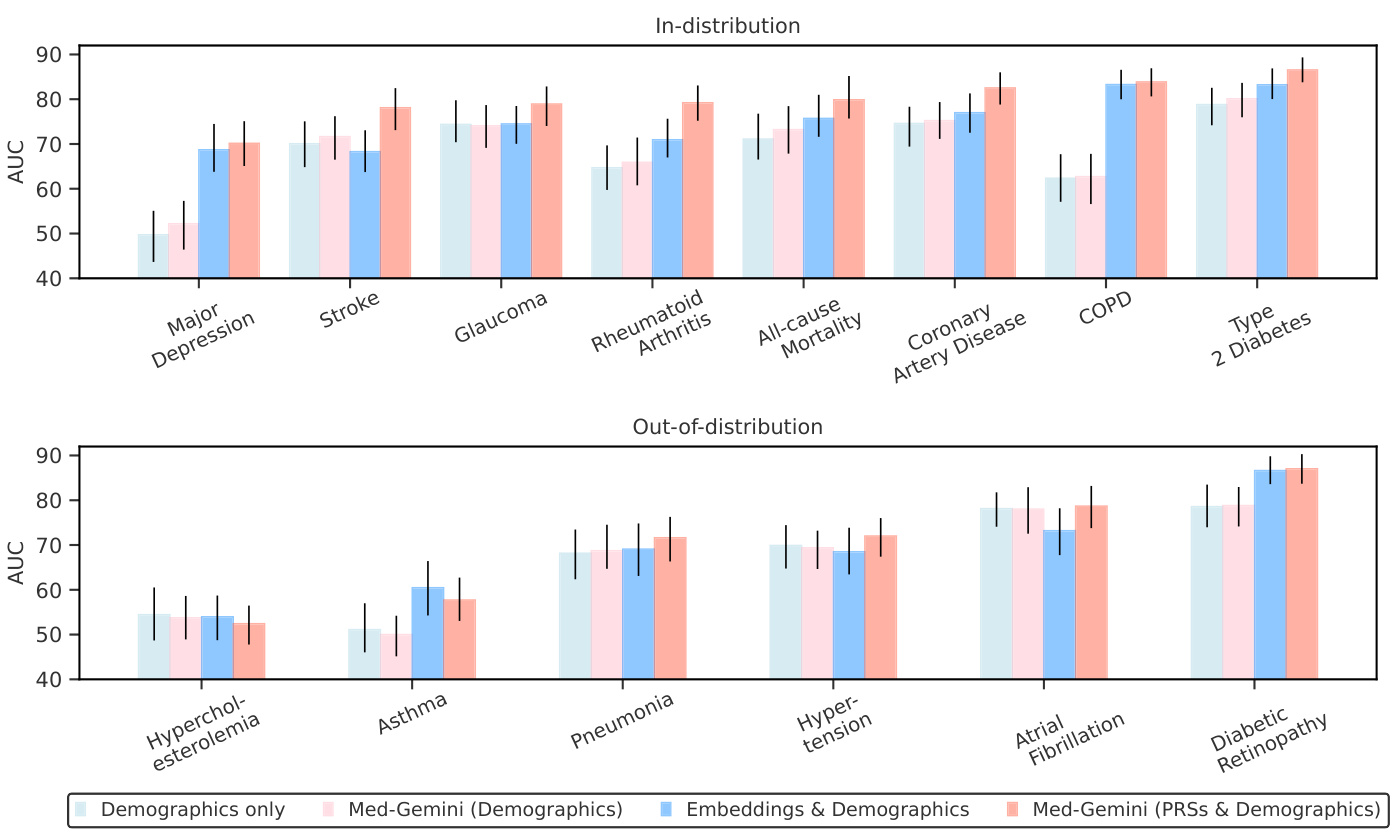 In-distribution
AUC
90
80
70
60
50
40
Major
Depression
Stroke
Glaucoma
Rheumatoid
Arthritis
All-cause
Mortality
Coronary
Artery Disease
COPD
Type
2 Diabetes
Out-of-distribution
AUC
90
80
70
60
50
40
Hyperchol-
esterolemia
Asthma
Pneumonia
Hyper-
tension
Atrial
Fibrillation
Diabetic
Retinopathy
Demographics only
Med-Gemini (Demographics)
Embeddings & Demographics
Med-Gemini (PRSs & Demographics)